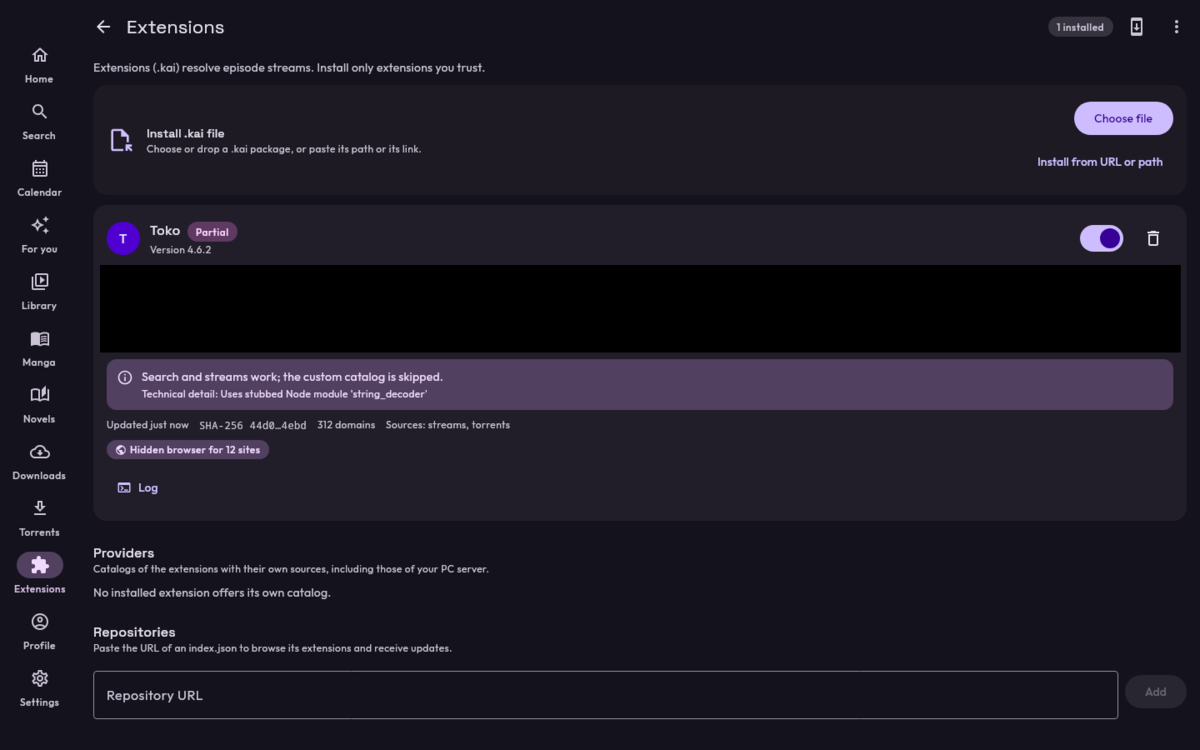 Extensions
1 installed
Home
Search
Calendar
For you
Library
Manga
Novels
Downloads
Torrents
Extensions
Profile
Settings
Extensions (.kai) resolve episode streams. Install only extensions you trust.
Install .kai file
Choose or drop a .kai package, or paste its path or its link.
Choose file
Install from URL or path
T
Toko
Partial
Version 4.6.2
Search and streams work; the custom catalog is skipped.
Technical detail: Uses stubbed Node module 'string_decoder'
Updated just now SHA-256 44d0…4ebd 312 domains Sources: streams, torrents
Hidden browser for 12 sites
Log
Providers
Catalogs of the extensions with their own sources, including those of your PC server.
No installed extension offers its own catalog.
Repositories
Paste the URL of an index.json to browse its extensions and receive updates.
Repository URL
Add